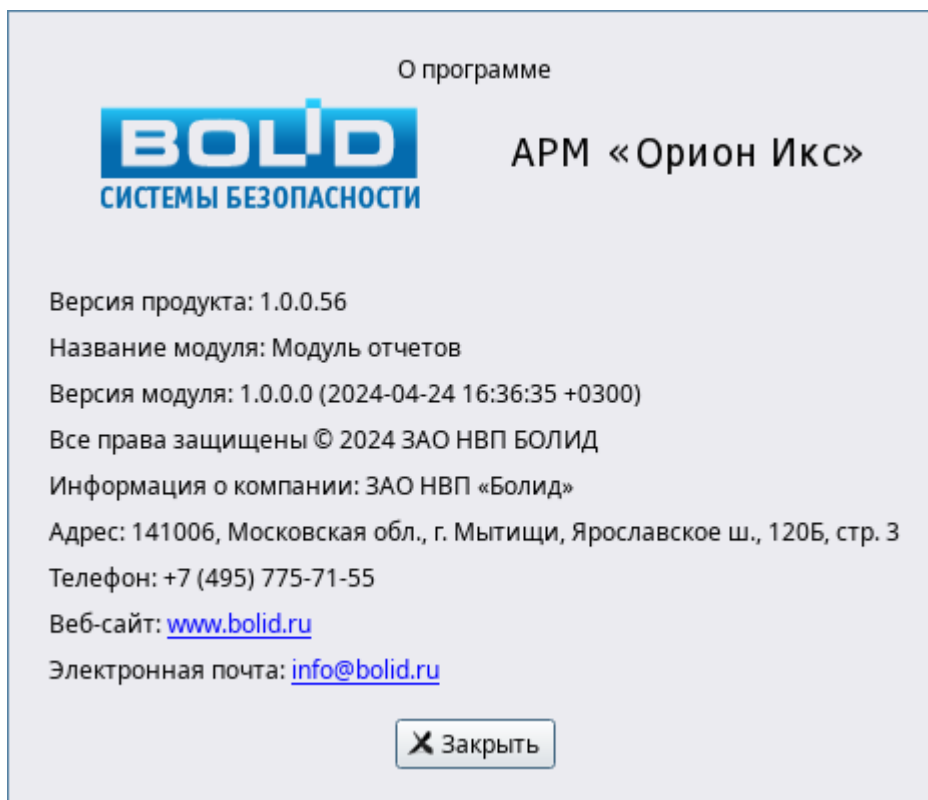 О программе
BOLID
СИСТЕМЫ БЕЗОПАСНОСТИ
АРМ «Орион Икс»
Версия продукта: 1.0.0.56
Название модуля: Модуль отчетов
Версия модуля: 1.0.0.0 (2024-04-24 16:36:35 +0300)
Все права защищены © 2024 ЗАО НВП БОЛИД
Информация о компании: ЗАО НВП «Болид»
Адрес: 141006, Московская обл., г. Мытищи, Ярославское ш., 120Б, стр. 3
Телефон: +7 (495) 775-71-55
Веб-сайт: www.bolid.ru
Электронная почта: info@bolid.ru
Закрыть